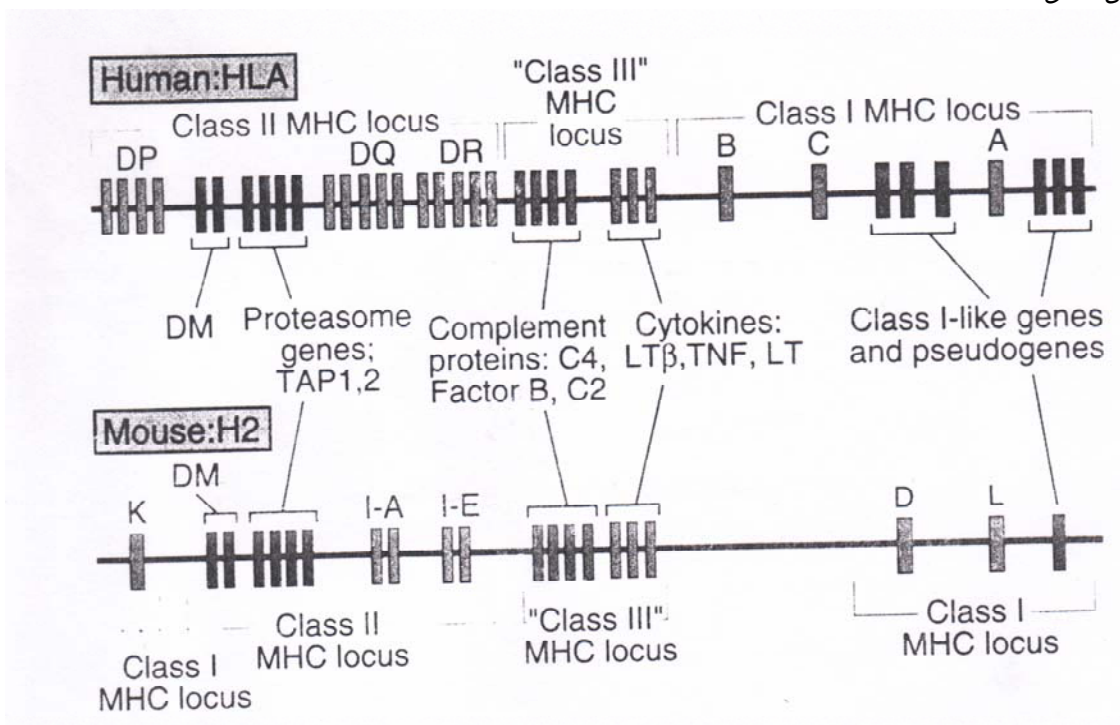 Human:HLA
"Class III"
MHC
locus
Class II MHC locus
Class I MHC locus
DP
DQ
DR
B
C
A
DM
Proteasome
genes;
TAP1,2
Complement
proteins: C4,
Factor B, C2
Cytokines:
LTβ,TNF, LT
Class I-like genes
and pseudogenes
Mouse:H2
DM
K
I-A
I-E
D
L
Class I
MHC locus
Class II
MHC locus
"Class III"
MHC locus
Class I
MHC locus